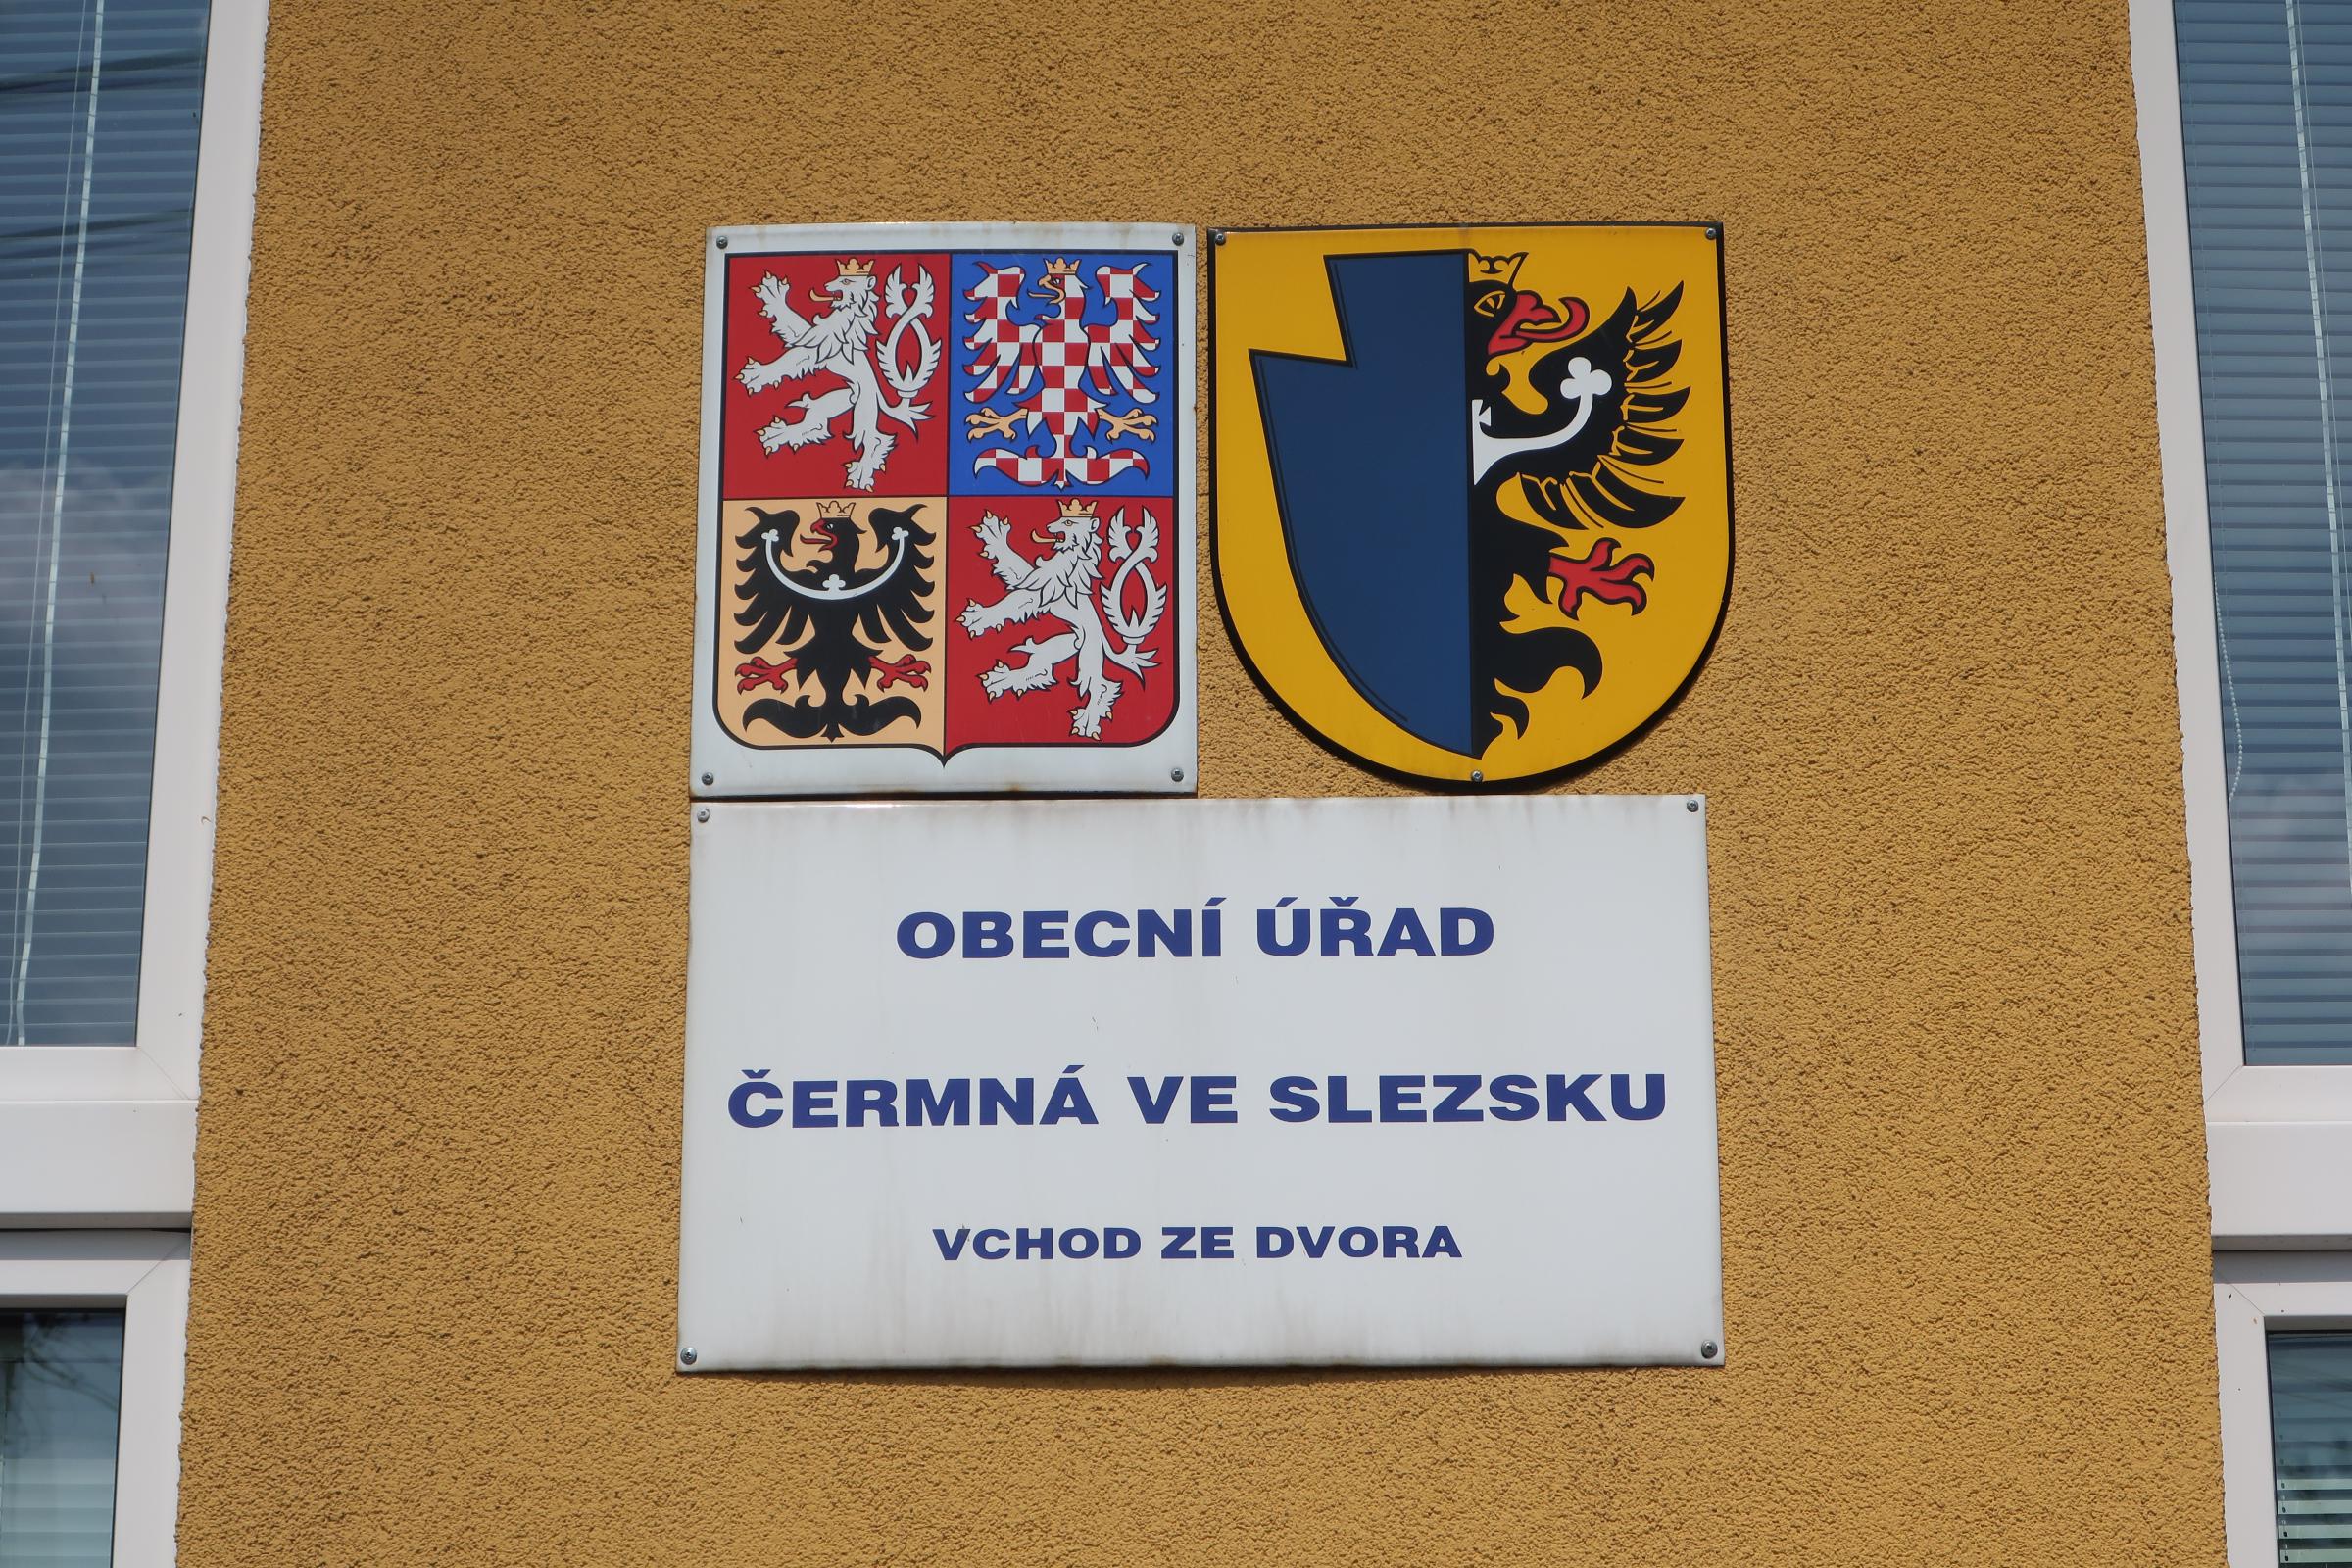 OBECNÍ ÚŘAD
ČERMNÁ VE SLEZSKU
VCHOD ZE DVORA